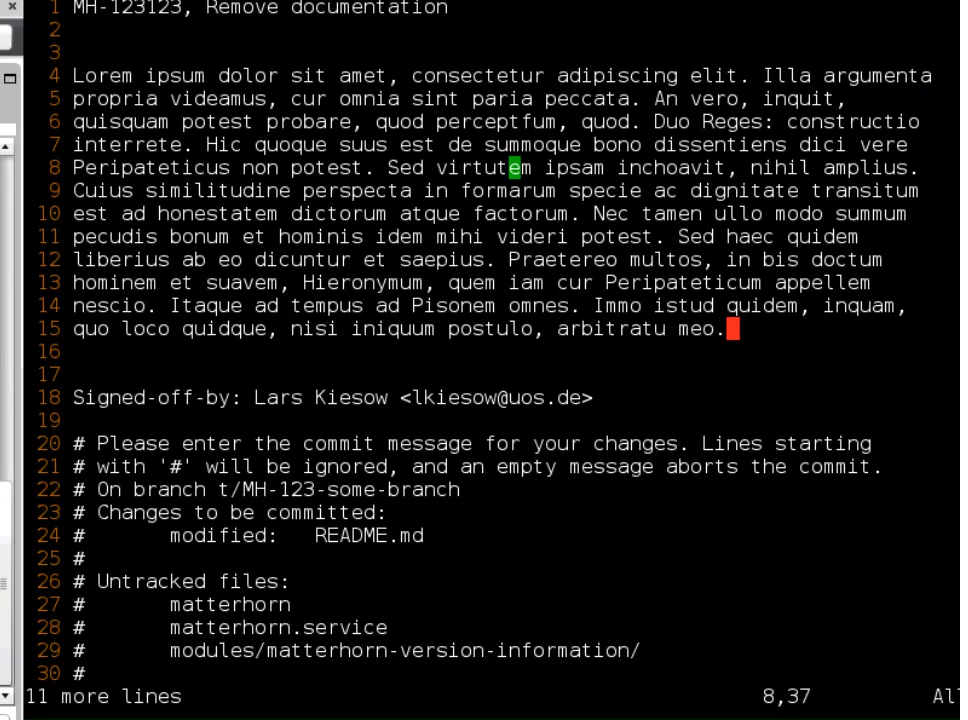 1 MH-123123, Remove documentation
2
3
4 Lorem ipsum dolor sit amet, consectetur adipiscing elit. Illa argumenta
5 propria videamus, cur omnia sint paria peccata. An vero, inquit,
6 quisquam potest probare, quod perceptfum, quod. Duo Reges: constructio
7 interrete. Hic quoque suus est de summoque bono dissentiens dici vere
8 Peripateticus non potest. Sed virtutem ipsam inchoavit, nihil amplius.
9 Cuius similitudine perspecta in formarum specie ac dignitate transitum
10 est ad honestatem dictorum atque factorum. Nec tamen ullo modo summum
11 pecudis bonum et hominis idem mihi videri potest. Sed haec quidem
12 liberius ab eo dicuntur et saepius. Praetereo multos, in bis doctum
13 hominem et suavem, Hieronymum, quem iam cur Peripateticum appellem
14 nescio. Itaque ad tempus ad Pisonem omnes. Immo istud quidem, inquam,
15 quo loco quidque, nisi iniquum postulo, arbitratu meo.
16
17
18 Signed-off-by: Lars Kiesow <lkiesow@uos.de>
19
20 # Please enter the commit message for your changes. Lines starting
21 # with '#' will be ignored, and an empty message aborts the commit.
22 # On branch t/MH-123-some-branch
23 # Changes to be committed:
24 #       modified:   README.md
25 #
26 # Untracked files:
27 #       matterhorn
28 #       matterhorn.service
29 #       modules/matterhorn-version-information/
30 #
11 more lines 8,37 Al